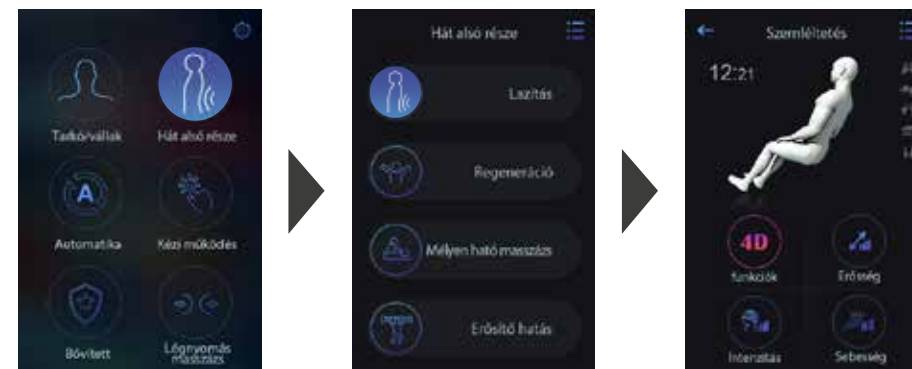 Tarkó/vállak
Hát alsó része
A
Automatika
Kézi működés
Bővített
Légnyomás
masszázs
Hát alsó része
Lazítás
Regeneráció
Mélyen ható masszázs
Erősítő hatás
Szemléltetés
12:21
4D
funkciók
Erősség
Intenzitás
Sebesség